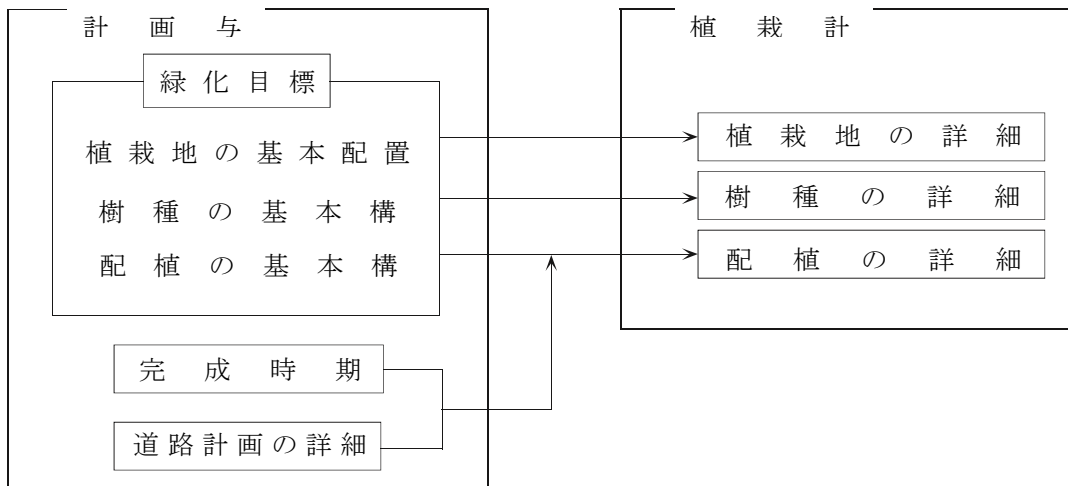 計画与
緑化目標
植栽地の基本配置
樹種の基本構
配植の基本構
完成時期
道路計画の詳細
植栽計
植栽地の詳細
樹種の詳細
配植の詳細